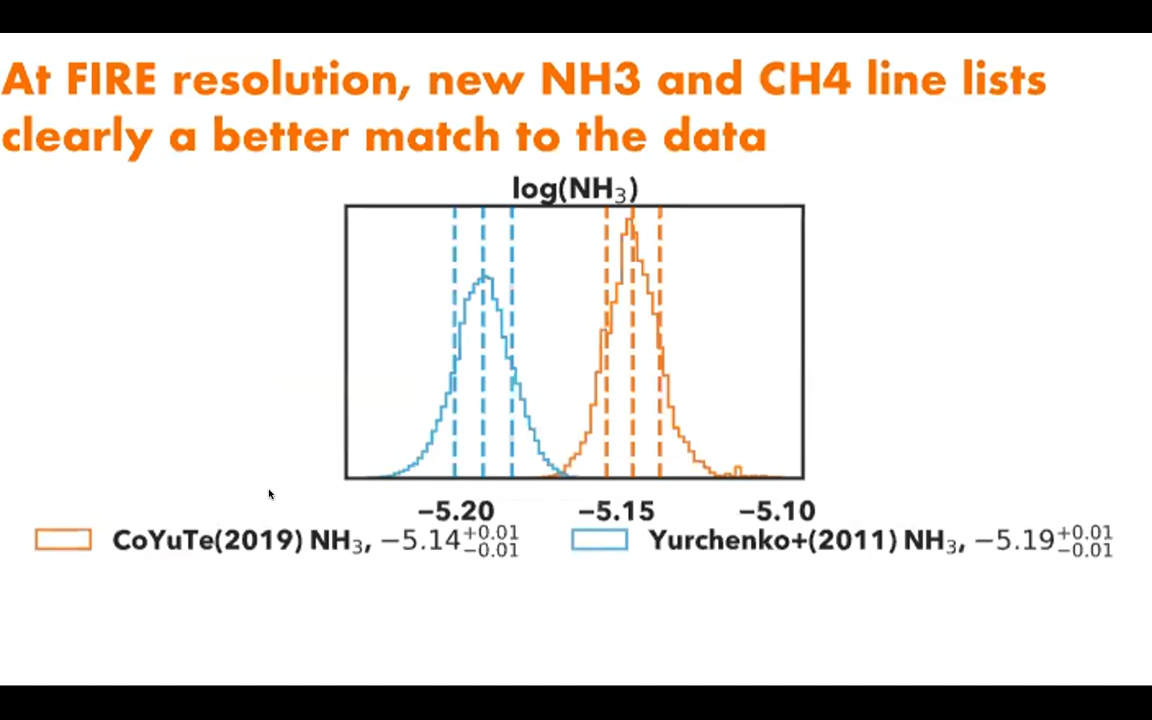 At FIRE resolution, new NH3 and CH4 line lists
clearly a better match to the data
log(NH₃)
−5.20 −5.15 −5.10
CoYuTe(2019) NH₃, −5.14+0.01−0.01 Yurchenko+(2011) NH₃, −5.19+0.01−0.01